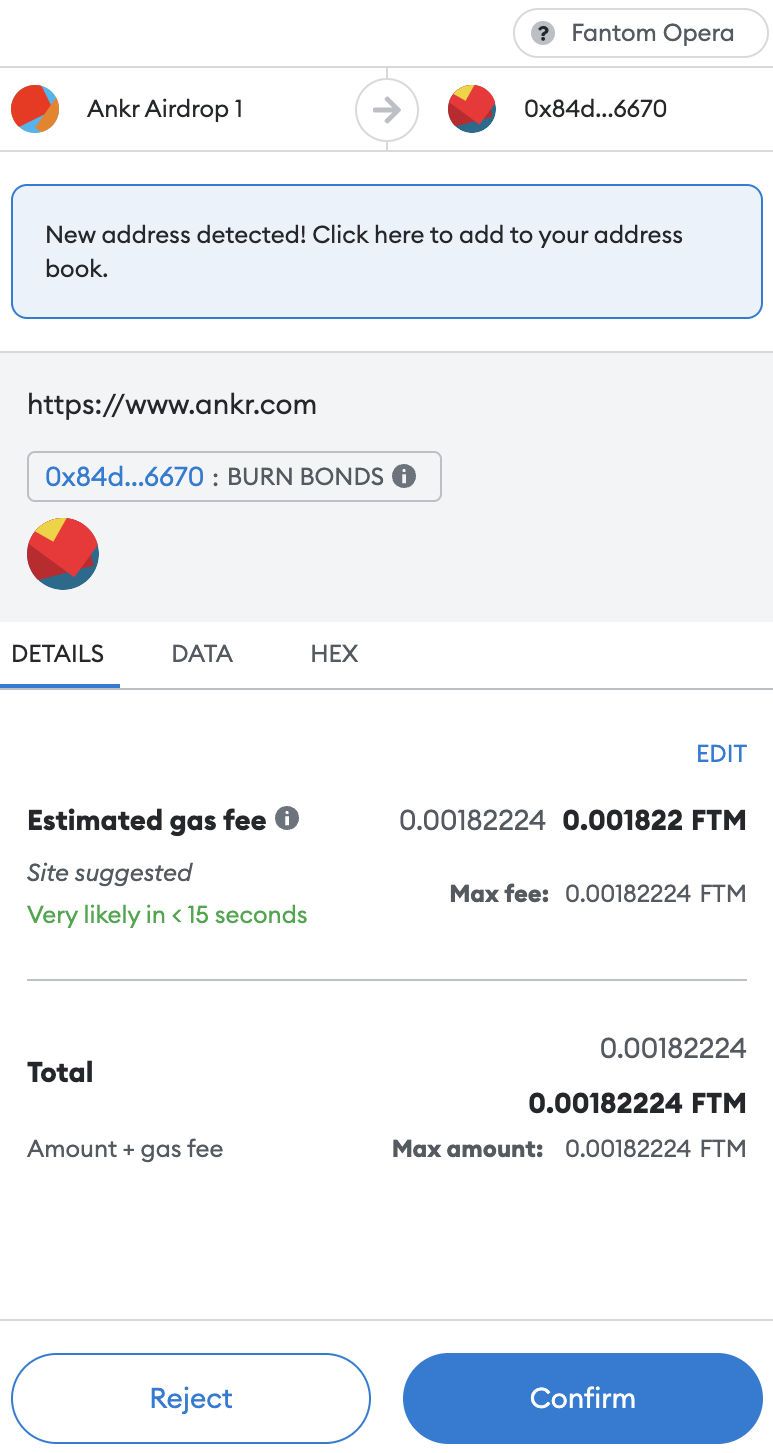 ? Fantom Opera
Ankr Airdrop 1 0x84d...6670
New address detected! Click here to add to your address
book.
https://www.ankr.com
0x84d...6670 : BURN BONDS i
DETAILS DATA HEX
EDIT
Estimated gas fee i 0.00182224 0.001822 FTM
Site suggested
Max fee: 0.00182224 FTM
Very likely in < 15 seconds
0.00182224
Total
0.00182224 FTM
Amount + gas fee Max amount: 0.00182224 FTM
Reject Confirm